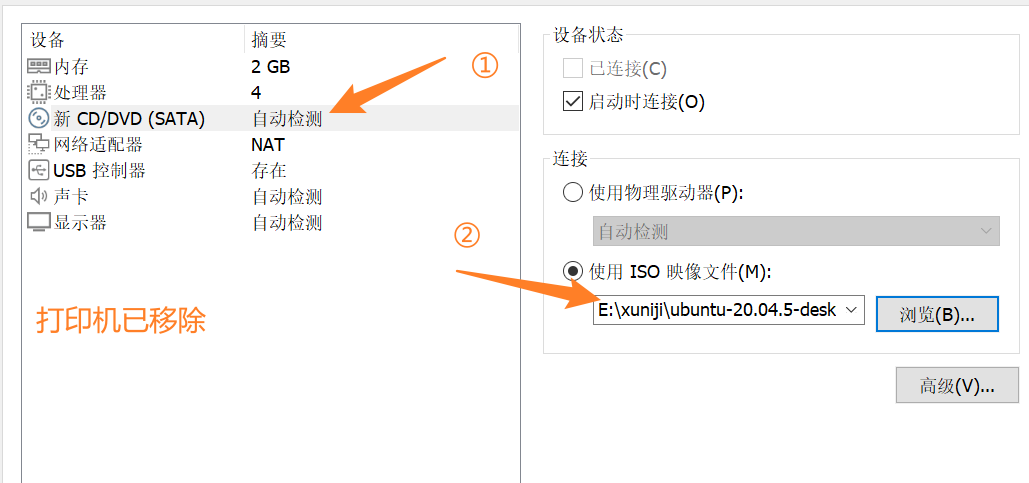 设备 摘要
内存 2 GB
处理器 4
新 CD/DVD (SATA) 自动检测
网络适配器 NAT
USB 控制器 存在
声卡 自动检测
显示器 自动检测
①
②
打印机已移除
设备状态
已连接(C)
启动时连接(O)
连接
使用物理驱动器(P):
自动检测
使用 ISO 映像文件(M):
E:\xuniji\ubuntu-20.04.5-desk 浏览(B)...
高级(V)...